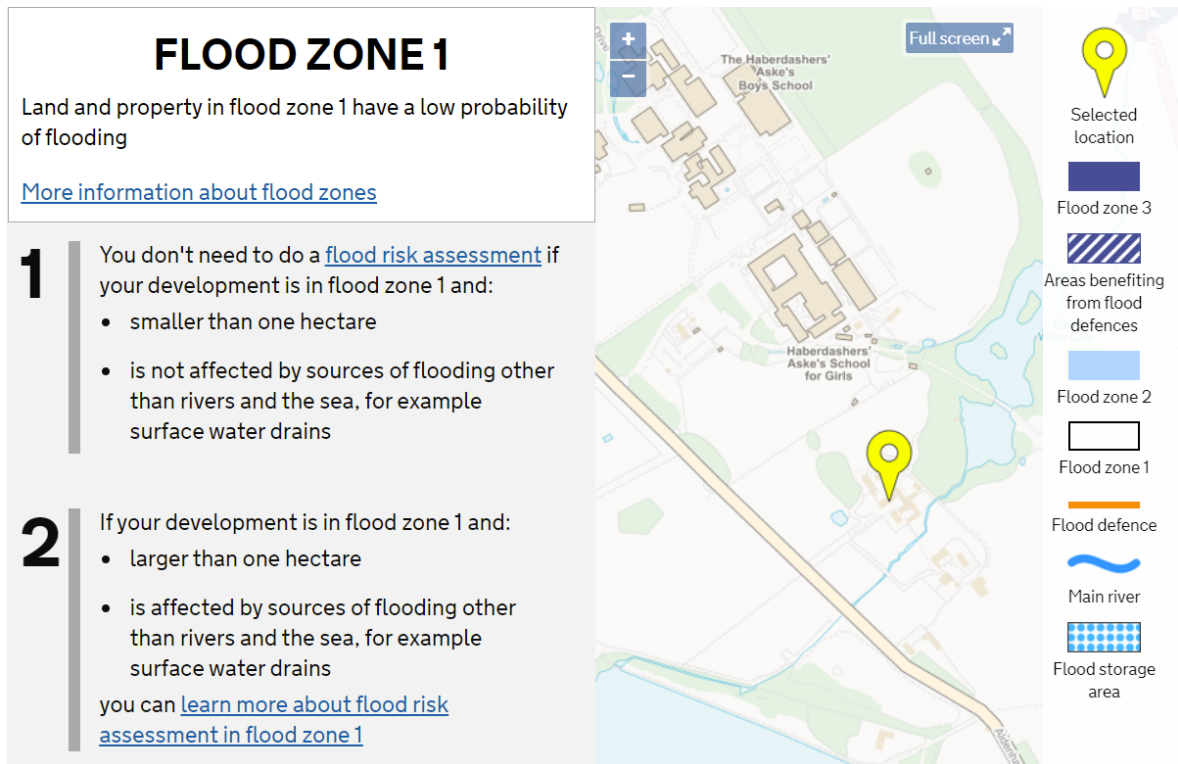 FLOOD ZONE 1
Land and property in flood zone 1 have a low probability
of flooding
More information about flood zones
1
You don't need to do a flood risk assessment if
your development is in flood zone 1 and:
• smaller than one hectare
• is not affected by sources of flooding other
than rivers and the sea, for example
surface water drains
2
If your development is in flood zone 1 and:
• larger than one hectare
• is affected by sources of flooding other
than rivers and the sea, for example
surface water drains
you can learn more about flood risk
assessment in flood zone 1
+
−
Drive
Full screen
The Haberdashers'
Aske's
Boys School
Haberdashers'
Aske's School
for Girls
Selected
location
Flood zone 3
Areas benefiting
from flood
defences
Flood zone 2
Flood zone 1
Flood defence
Main river
Flood storage
area